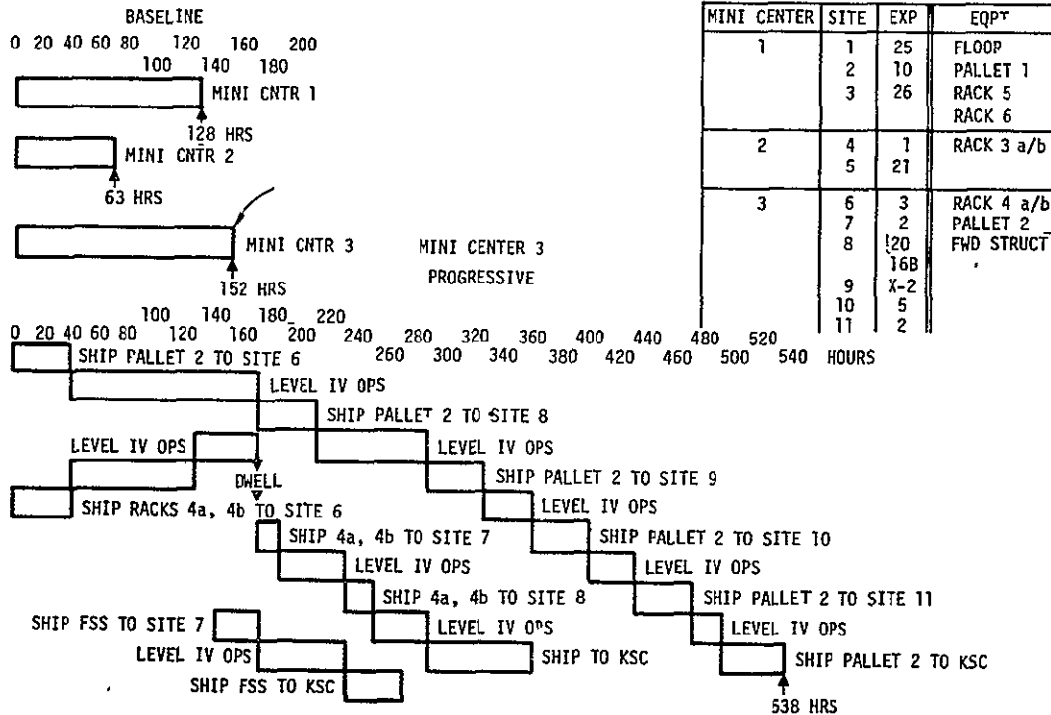 BASELINE
0 20 40 60 80 100 120 140 160 180 200
MINI CNTR 1
128 HRS
MINI CNTR 2
63 HRS
MINI CNTR 3
152 HRS
MINI CENTER 3
PROGRESSIVE
MINI CENTER SITE EXP EQPT
1 1 25 FLOOP
2 10 PALLET 1
3 26 RACK 5
RACK 6
2 4 1 RACK 3 a/b
5 21
3 6 3 RACK 4 a/b
7 2 PALLET 2
8 20 FWD STRUCT
16B
9 X-2
10 5
11 2
0 20 40 60 80 100 120 140 160 180 200 220 240 260 280 340 320 340 360 380 400 420 440 460 480 500 520 540 HOURS
SHIP PALLET 2 TO SITE 6
LEVEL IV OPS
SHIP PALLET 2 TO SITE 8
LEVEL IV OPS
LEVEL IV OPS
SHIP PALLET 2 TO SITE 9
DWELL
SHIP RACKS 4a, 4b TO SITE 6
LEVEL IV OPS
SHIP 4a, 4b TO SITE 7
SHIP PALLET 2 TO SITE 10
LEVEL IV OPS
LEVEL IV OPS
SHIP 4a, 4b TO SITE 8
SHIP PALLET 2 TO SITE 11
SHIP FSS TO SITE 7
LEVEL IV OPS
LEVEL IV OPS
LEVEL IV OPS
SHIP TO KSC
SHIP PALLET 2 TO KSC
SHIP FSS TO KSC
538 HRS